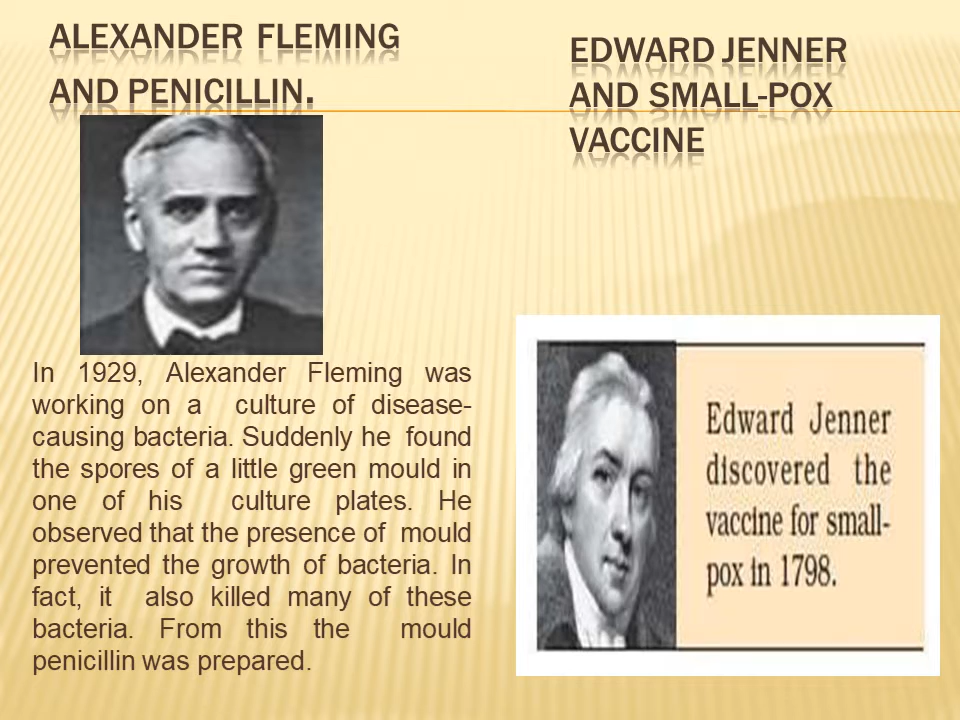 ALEXANDER FLEMING
AND PENICILLIN.
In 1929, Alexander Fleming was
working on a culture of disease-
causing bacteria. Suddenly he found
the spores of a little green mould in
one of his culture plates. He
observed that the presence of mould
prevented the growth of bacteria. In
fact, it also killed many of these
bacteria. From this the mould
penicillin was prepared.
EDWARD JENNER
AND SMALL-POX
VACCINE
Edward Jenner
discovered the
vaccine for small-
pox in 1798.